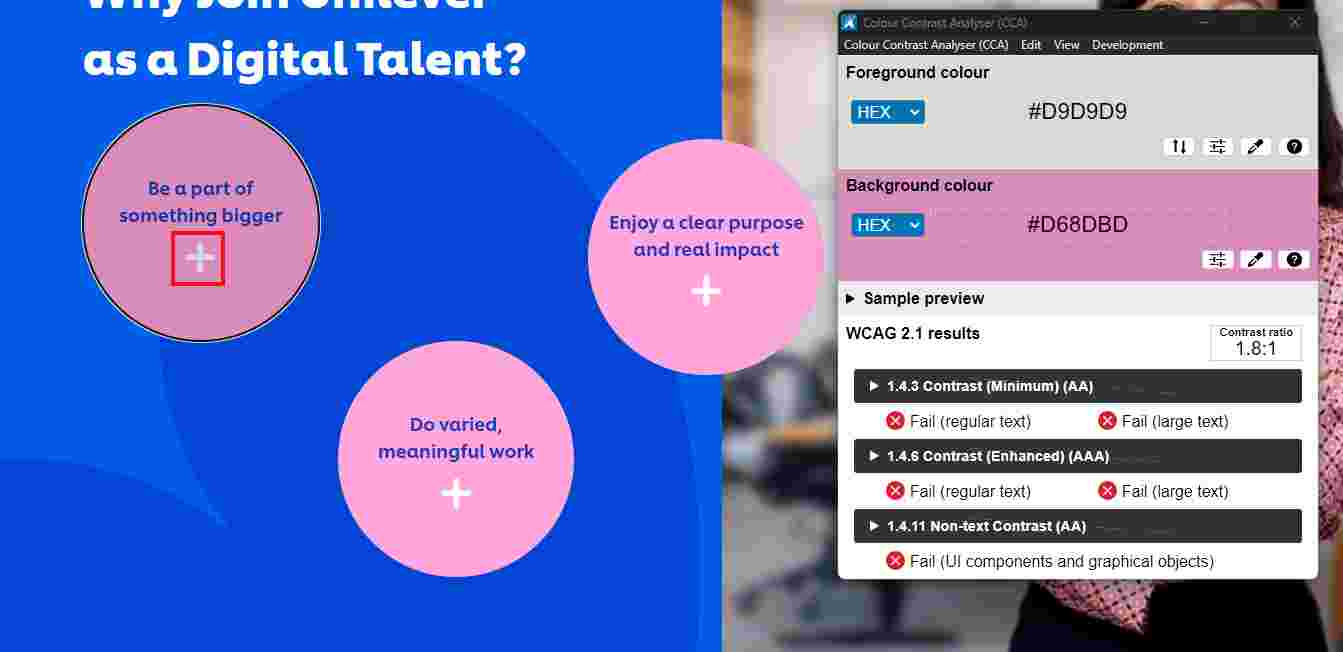 Why Join Unilever
as a Digital Talent?
Be a part of
something bigger
Enjoy a clear purpose
and real impact
Do varied,
meaningful work
Colour Contrast Analyser (CCA)
Colour Contrast Analyser (CCA) Edit View Development
Foreground colour
HEX #D9D9D9
Background colour
HEX #D68DBD
Sample preview
WCAG 2.1 results
Contrast ratio
1.8:1
1.4.3 Contrast (Minimum) (AA)
Fail (regular text) Fail (large text)
1.4.6 Contrast (Enhanced) (AAA)
Fail (regular text) Fail (large text)
1.4.11 Non-text Contrast (AA)
Fail (UI components and graphical objects)